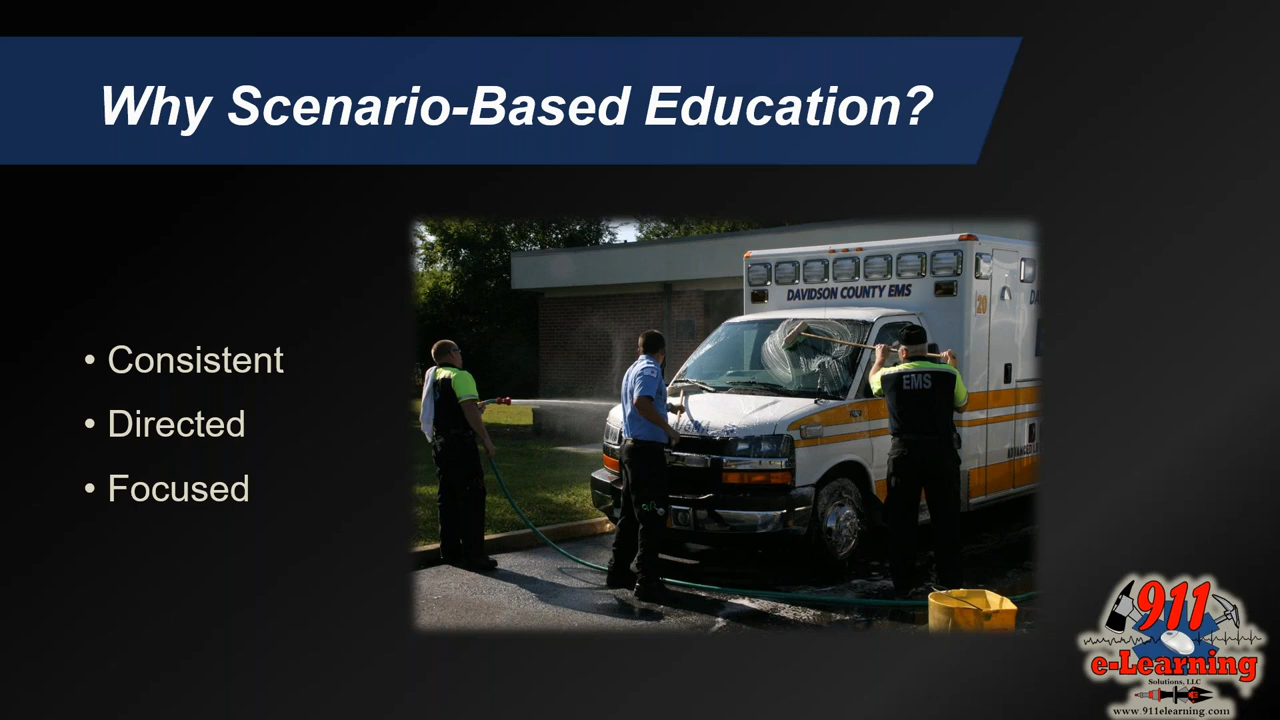 Why Scenario-Based Education?
• Consistent
• Directed
• Focused
DAVIDSON COUNTY EMS
20
EMS
911
e-Learning
Solutions, LLC
www.911elearning.com